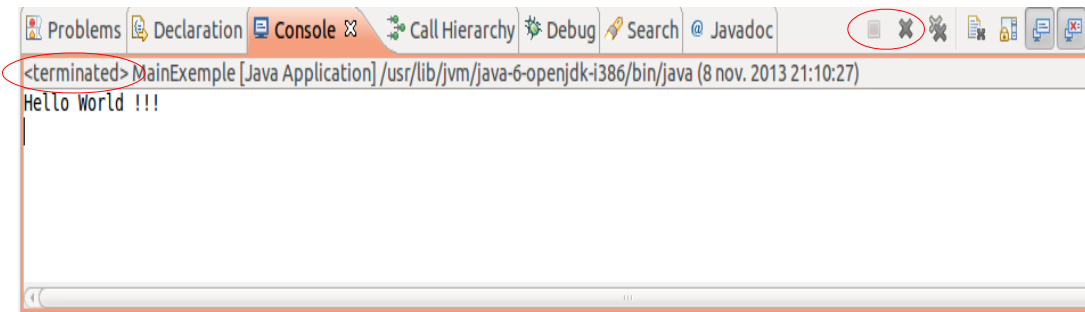 Problems Declaration Console Call Hierarchy Debug Search @ Javadoc
<terminated> MainExemple [Java Application] /usr/lib/jvm/java-6-openjdk-i386/bin/java (8 nov. 2013 21:10:27)
Hello World !!!